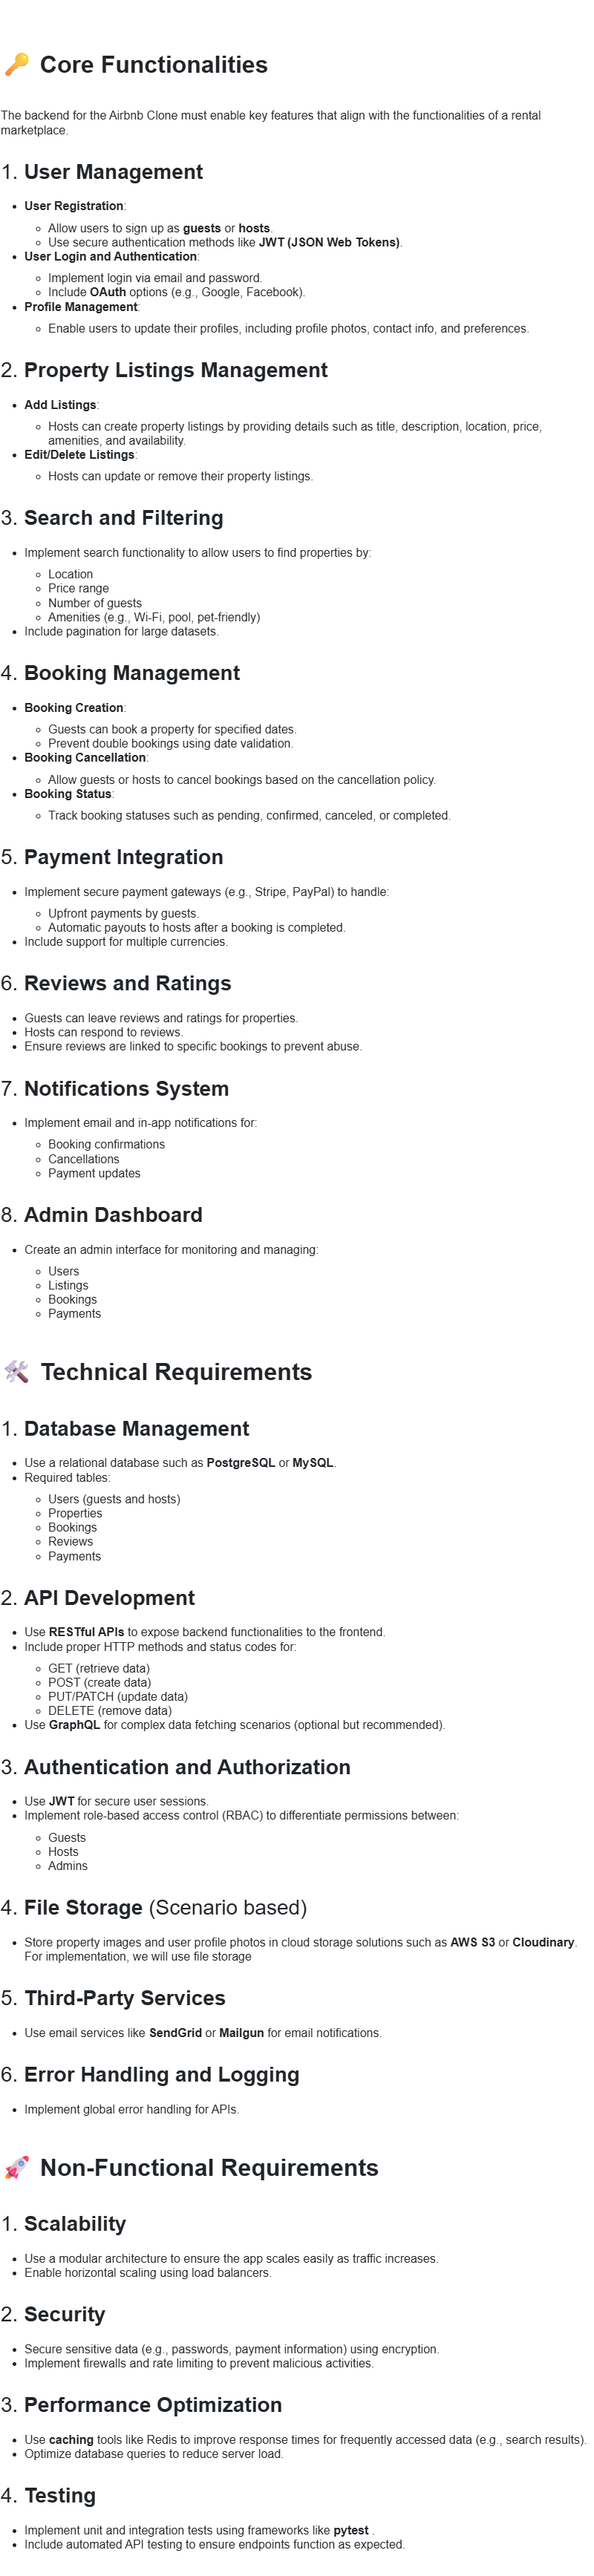 🔑 Core Functionalities
The backend for the Airbnb Clone must enable key features that align with the functionalities of a rental
marketplace.
1. User Management
• User Registration:
◦ Allow users to sign up as guests or hosts.
◦ Use secure authentication methods like JWT (JSON Web Tokens).
• User Login and Authentication:
◦ Implement login via email and password.
◦ Include OAuth options (e.g., Google, Facebook).
• Profile Management:
◦ Enable users to update their profiles, including profile photos, contact info, and preferences.
2. Property Listings Management
• Add Listings:
◦ Hosts can create property listings by providing details such as title, description, location, price,
amenities, and availability.
• Edit/Delete Listings:
◦ Hosts can update or remove their property listings.
3. Search and Filtering
• Implement search functionality to allow users to find properties by:
◦ Location
◦ Price range
◦ Number of guests
◦ Amenities (e.g., Wi-Fi, pool, pet-friendly)
• Include pagination for large datasets.
4. Booking Management
• Booking Creation:
◦ Guests can book a property for specified dates.
◦ Prevent double bookings using date validation.
• Booking Cancellation:
◦ Allow guests or hosts to cancel bookings based on the cancellation policy.
• Booking Status:
◦ Track booking statuses such as pending, confirmed, canceled, or completed.
5. Payment Integration
• Implement secure payment gateways (e.g., Stripe, PayPal) to handle:
◦ Upfront payments by guests.
◦ Automatic payouts to hosts after a booking is completed.
• Include support for multiple currencies.
6. Reviews and Ratings
• Guests can leave reviews and ratings for properties.
• Hosts can respond to reviews.
• Ensure reviews are linked to specific bookings to prevent abuse.
7. Notifications System
• Implement email and in-app notifications for:
◦ Booking confirmations
◦ Cancellations
◦ Payment updates
8. Admin Dashboard
• Create an admin interface for monitoring and managing:
◦ Users
◦ Listings
◦ Bookings
◦ Payments
🛠️ Technical Requirements
1. Database Management
• Use a relational database such as PostgreSQL or MySQL.
• Required tables:
◦ Users (guests and hosts)
◦ Properties
◦ Bookings
◦ Reviews
◦ Payments
2. API Development
• Use RESTful APIs to expose backend functionalities to the frontend.
• Include proper HTTP methods and status codes for:
◦ GET (retrieve data)
◦ POST (create data)
◦ PUT/PATCH (update data)
◦ DELETE (remove data)
• Use GraphQL for complex data fetching scenarios (optional but recommended).
3. Authentication and Authorization
• Use JWT for secure user sessions.
• Implement role-based access control (RBAC) to differentiate permissions between:
◦ Guests
◦ Hosts
◦ Admins
4. File Storage (Scenario based)
• Store property images and user profile photos in cloud storage solutions such as AWS S3 or Cloudinary.
For implementation, we will use file storage
5. Third-Party Services
• Use email services like SendGrid or Mailgun for email notifications.
6. Error Handling and Logging
• Implement global error handling for APIs.
🚀 Non-Functional Requirements
1. Scalability
• Use a modular architecture to ensure the app scales easily as traffic increases.
• Enable horizontal scaling using load balancers.
2. Security
• Secure sensitive data (e.g., passwords, payment information) using encryption.
• Implement firewalls and rate limiting to prevent malicious activities.
3. Performance Optimization
• Use caching tools like Redis to improve response times for frequently accessed data (e.g., search results).
• Optimize database queries to reduce server load.
4. Testing
• Implement unit and integration tests using frameworks like pytest .
• Include automated API testing to ensure endpoints function as expected.